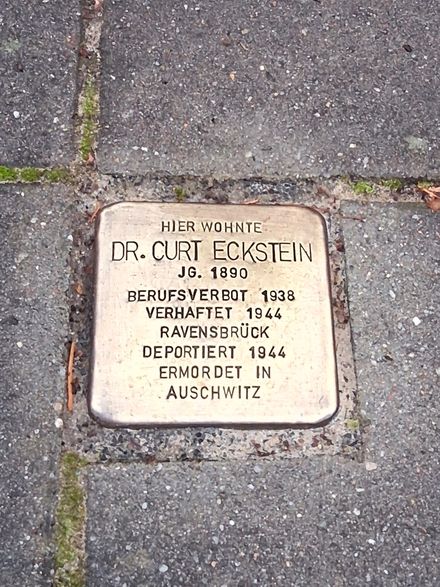 HIER WOHNTE
DR. CURT ECKSTEIN
JG. 1890
BERUFSVERBOT 1938
VERHAFTET 1944
RAVENSBRÜCK
DEPORTIERT 1944
ERMORDET IN
AUSCHWITZ